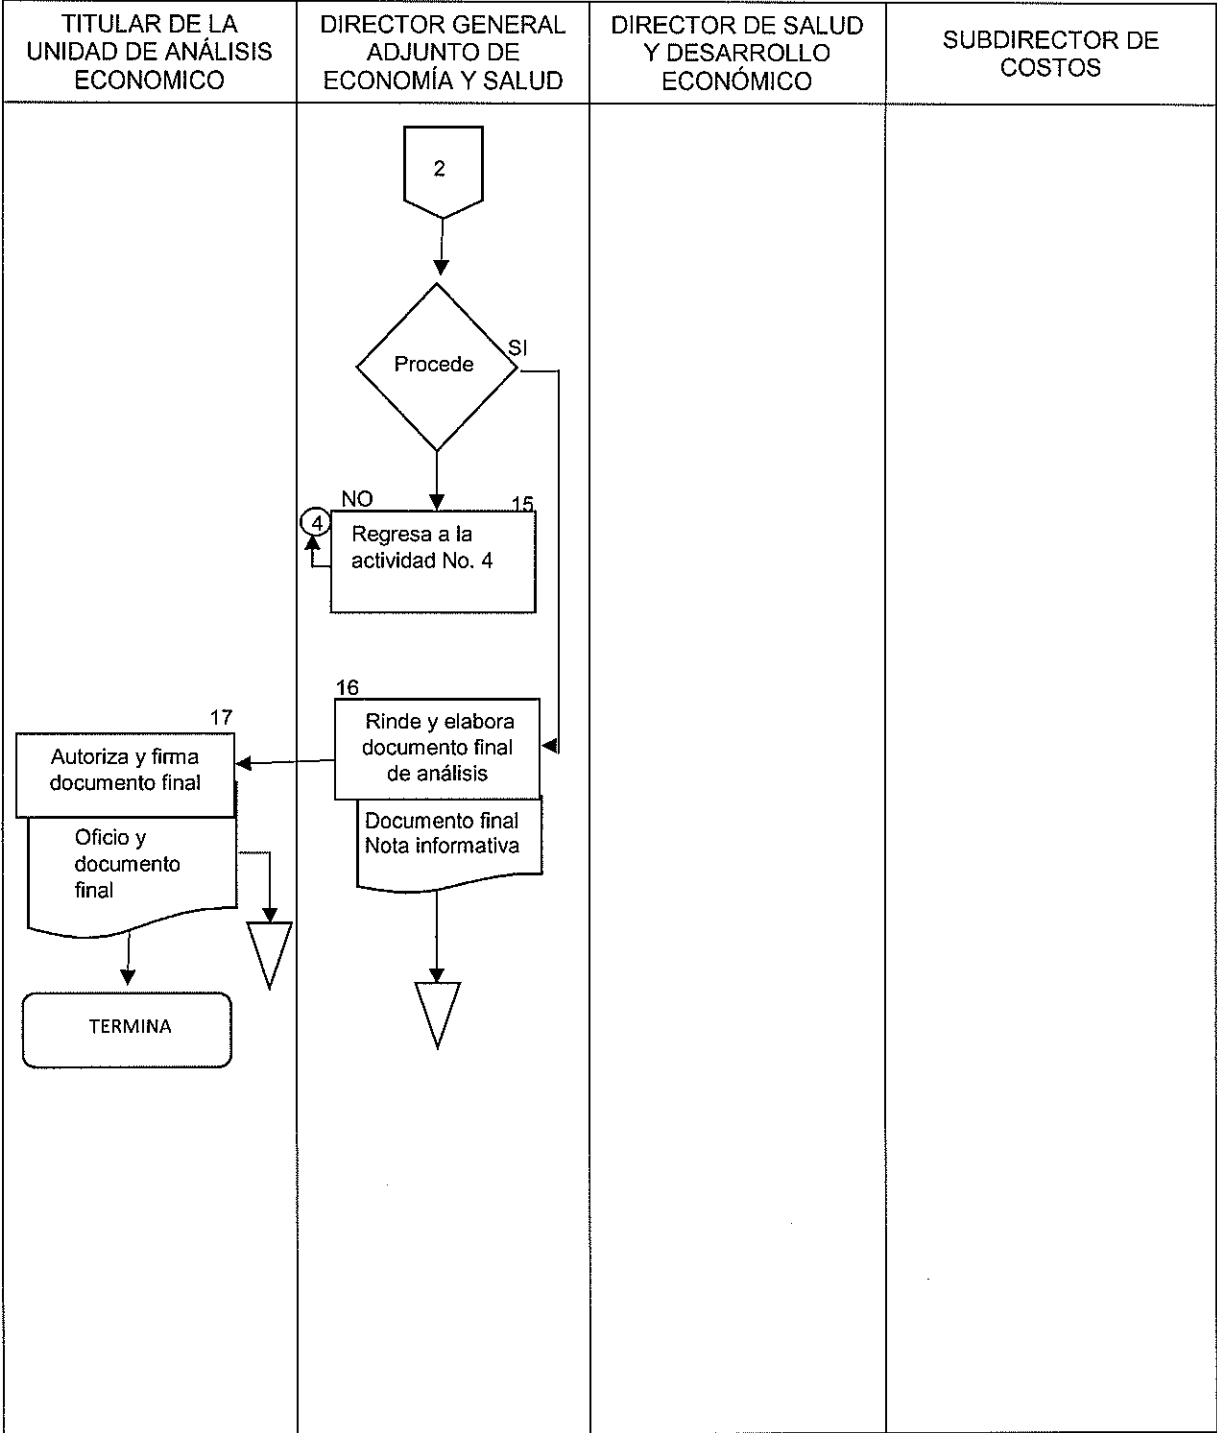 TITULAR DE LA
UNIDAD DE ANÁLISIS
ECONOMICO
DIRECTOR GENERAL
ADJUNTO DE
ECONOMÍA Y SALUD
DIRECTOR DE SALUD
Y DESARROLLO
ECONÓMICO
SUBDIRECTOR DE
COSTOS
2
Procede
SI
NO
15
4
Regresa a la
actividad No. 4
16
Rinde y elabora
documento final
de análisis
Documento final
Nota informativa
17
Autoriza y firma
documento final
Oficio y
documento
final
TERMINA